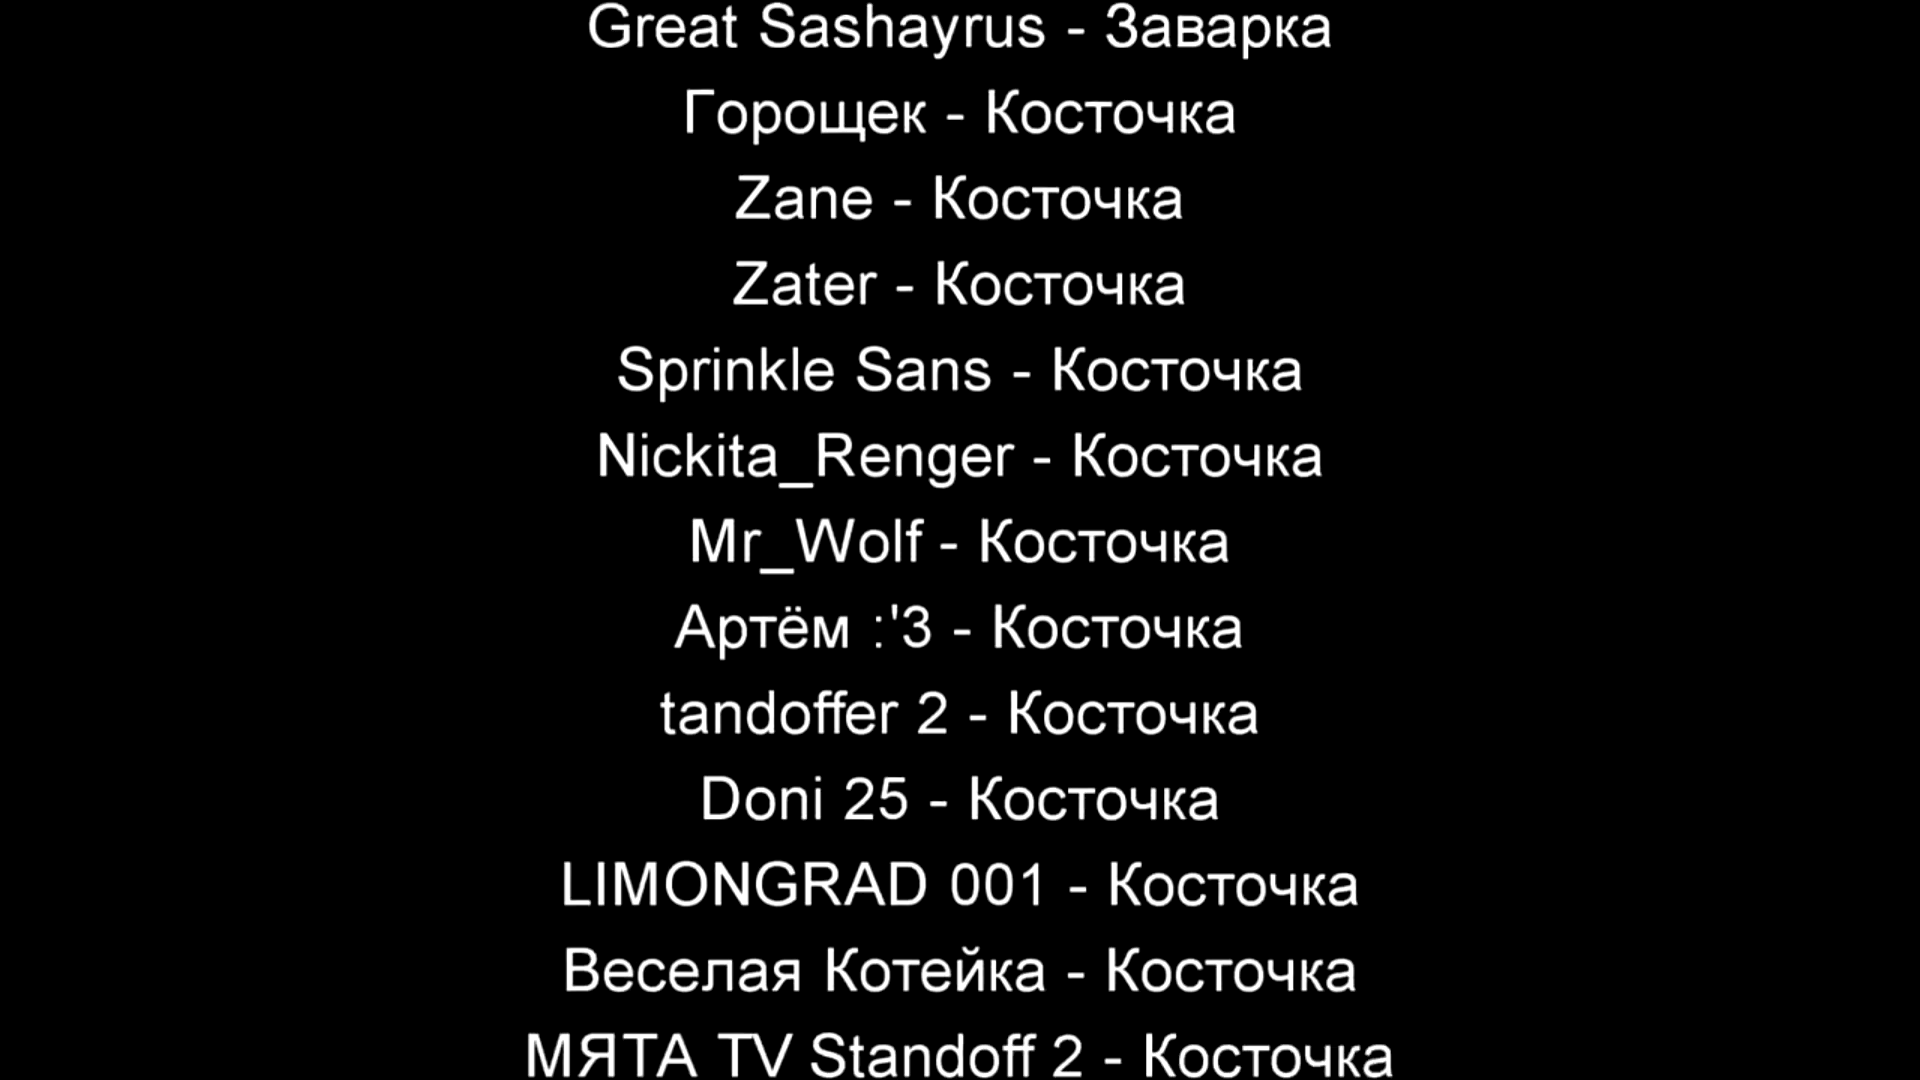 Great Sashayrus - Заварка
Горощек - Косточка
Zane - Косточка
Zater - Косточка
Sprinkle Sans - Косточка
Nickita_Renger - Косточка
Mr_Wolf - Косточка
Артём :'3 - Косточка
tandoffer 2 - Косточка
Doni 25 - Косточка
LIMONGRAD 001 - Косточка
Веселая Котейка - Косточка
МЯТА TV Standoff 2 - Косточка